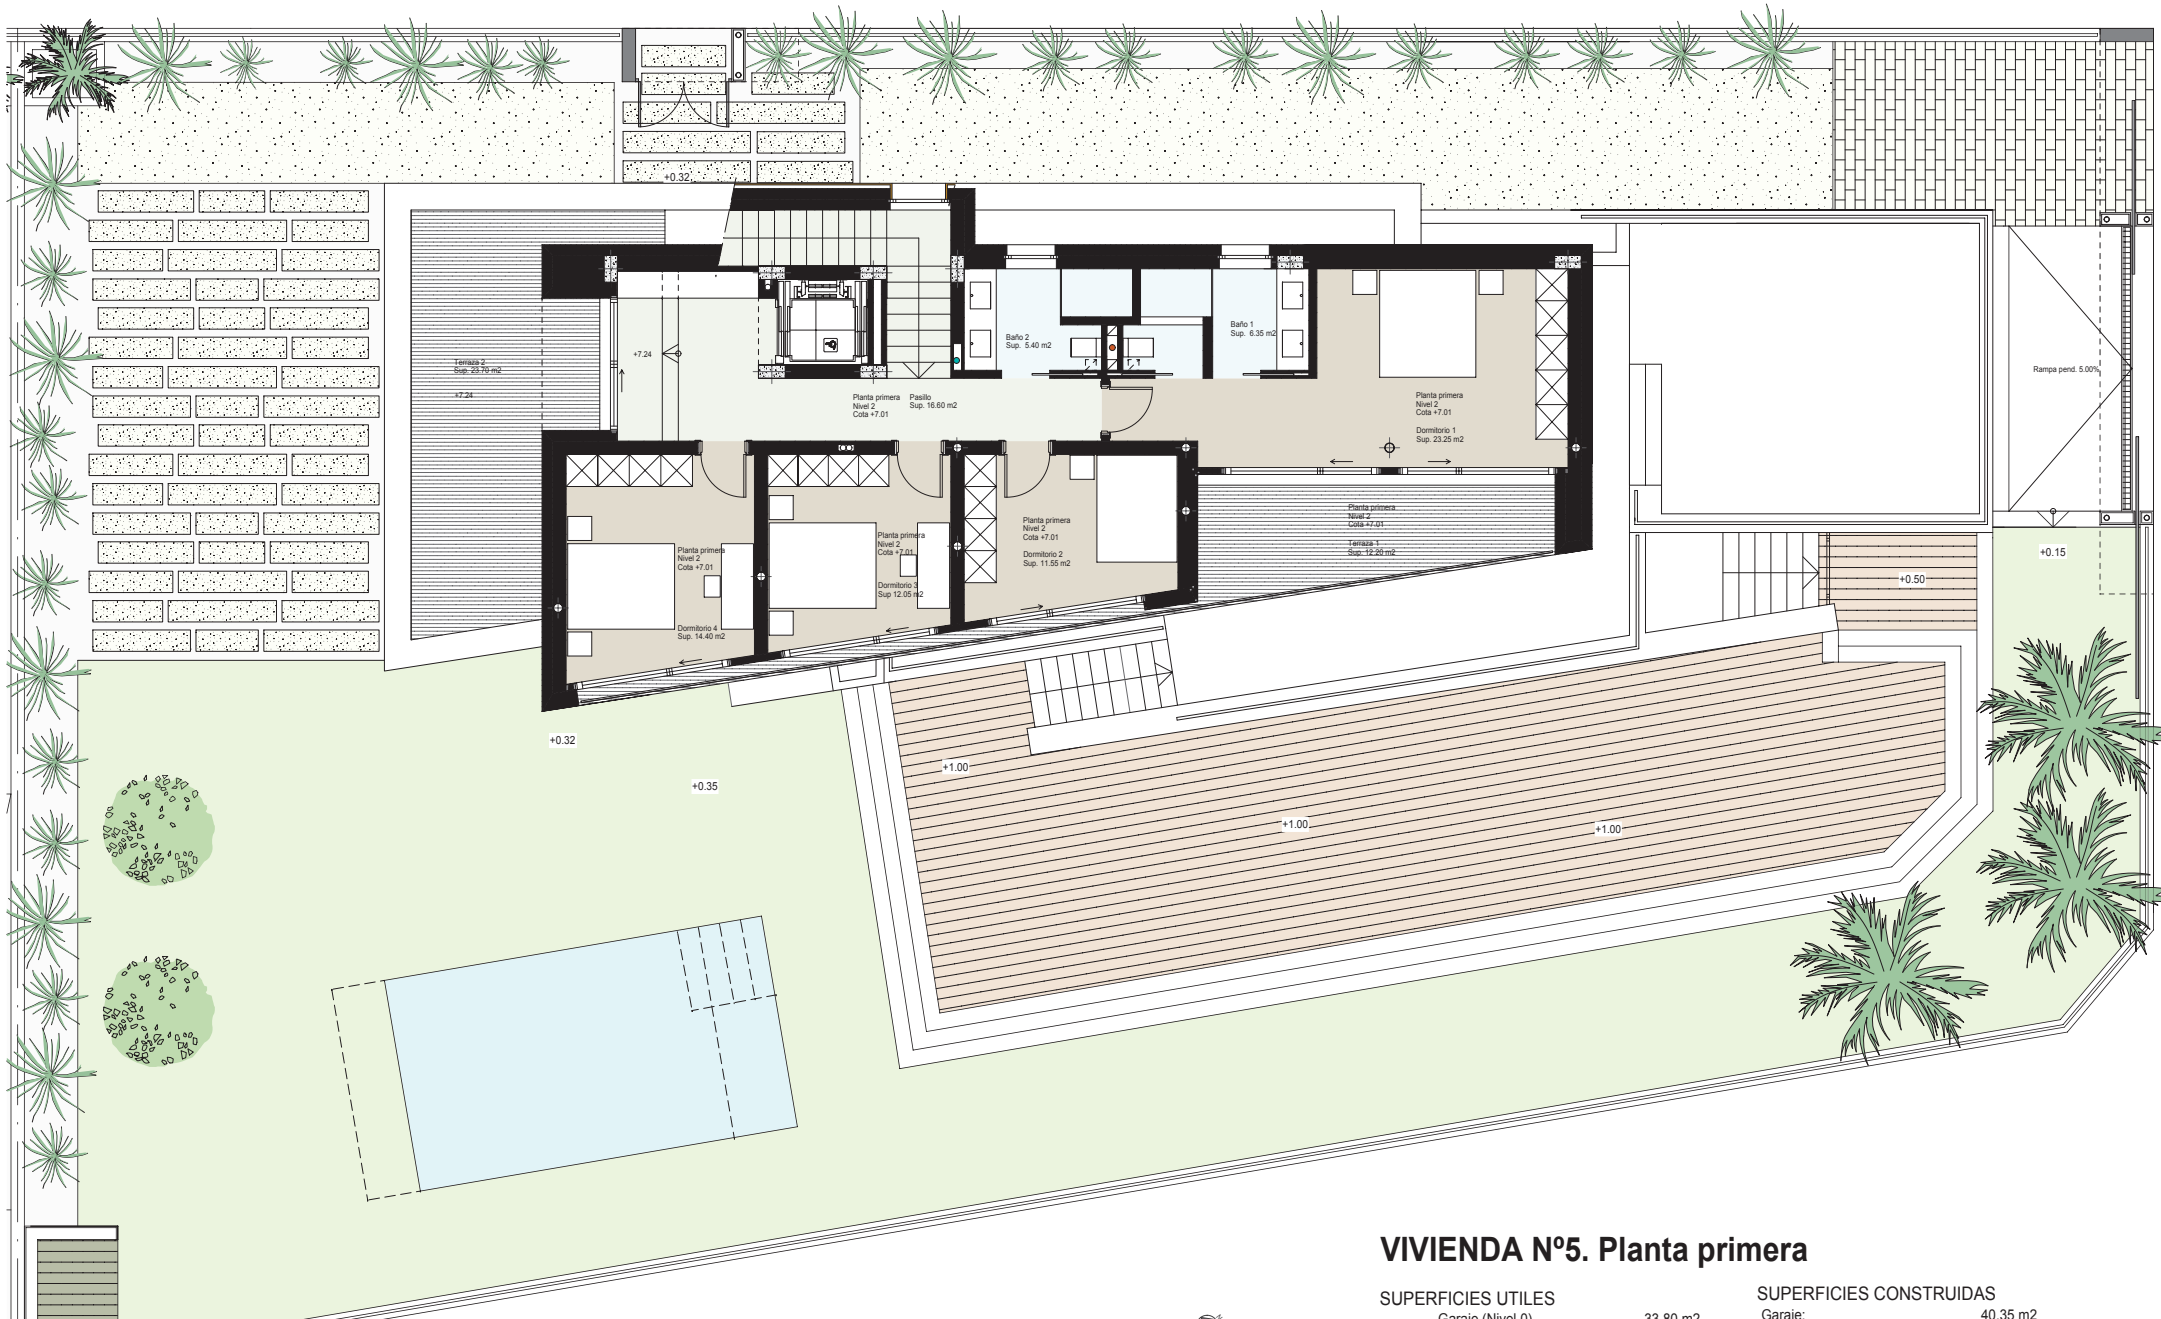 +0.32
Terraza 2
Sup. 23.70 m2
+7.24
+7.24
Baño 2
Sup. 5.40 m2
Baño 1
Sup. 6.35 m2
Planta primera
Nivel 2
Cota +7.01
Pasillo
Sup. 16.60 m2
Planta primera
Nivel 2
Cota +7.01
Dormitorio 1
Sup. 23.25 m2
Rampa pend. 5.00%
Planta primera
Nivel 2
Cota +7.01
Dormitorio 4
Sup. 14.40 m2
Planta primera
Nivel 2
Cota +7.01
Dormitorio 3
Sup 12.05 m2
Planta primera
Nivel 2
Cota +7.01
Dormitorio 2
Sup. 11.55 m2
Planta primera
Nivel 2
Cota +7.01
Terraza 1
Sup. 12.20 m2
+0.15
+0.50
+0.32
+0.35
+1.00
+1.00
+1.00
VIVIENDA Nº5. Planta primera
SUPERFICIES UTILES
Garaje (Nivel 0) 33.80 m2
SUPERFICIES CONSTRUIDAS
Garaje: 40.35 m2